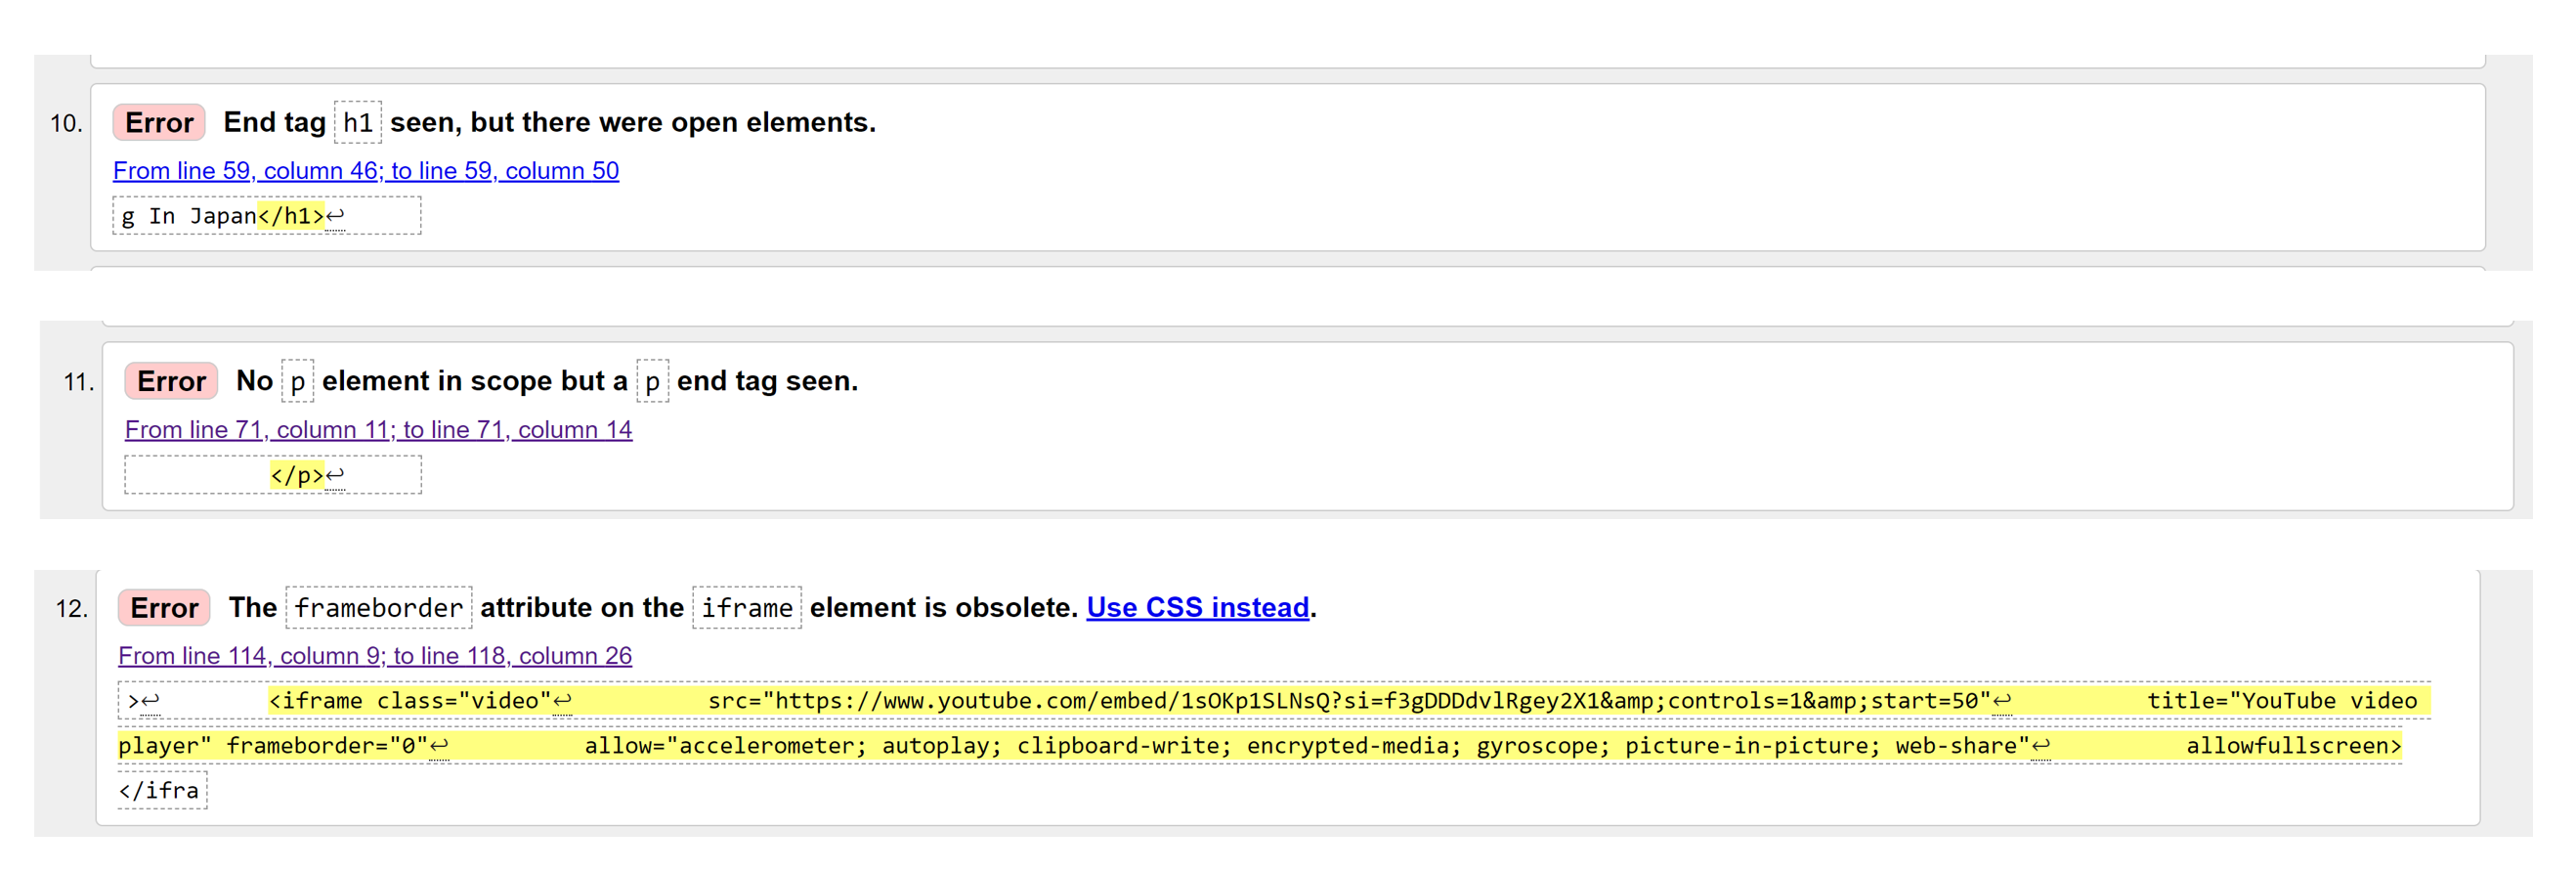 10. Error End tag h1 seen, but there were open elements.
From line 59, column 46; to line 59, column 50
g In Japan</h1>↩
11. Error No p element in scope but a p end tag seen.
From line 71, column 11; to line 71, column 14
</p>↩
12. Error The frameborder attribute on the iframe element is obsolete. Use CSS instead.
From line 114, column 9; to line 118, column 26
>↩ <iframe class="video"↩ src="https://www.youtube.com/embed/1sOKp1SLNsQ?si=f3gDDDdvlRgey2X1&amp;controls=1&amp;start=50"↩ title="YouTube video
player" frameborder="0"↩ allow="accelerometer; autoplay; clipboard-write; encrypted-media; gyroscope; picture-in-picture; web-share"↩ allowfullscreen>
</ifra